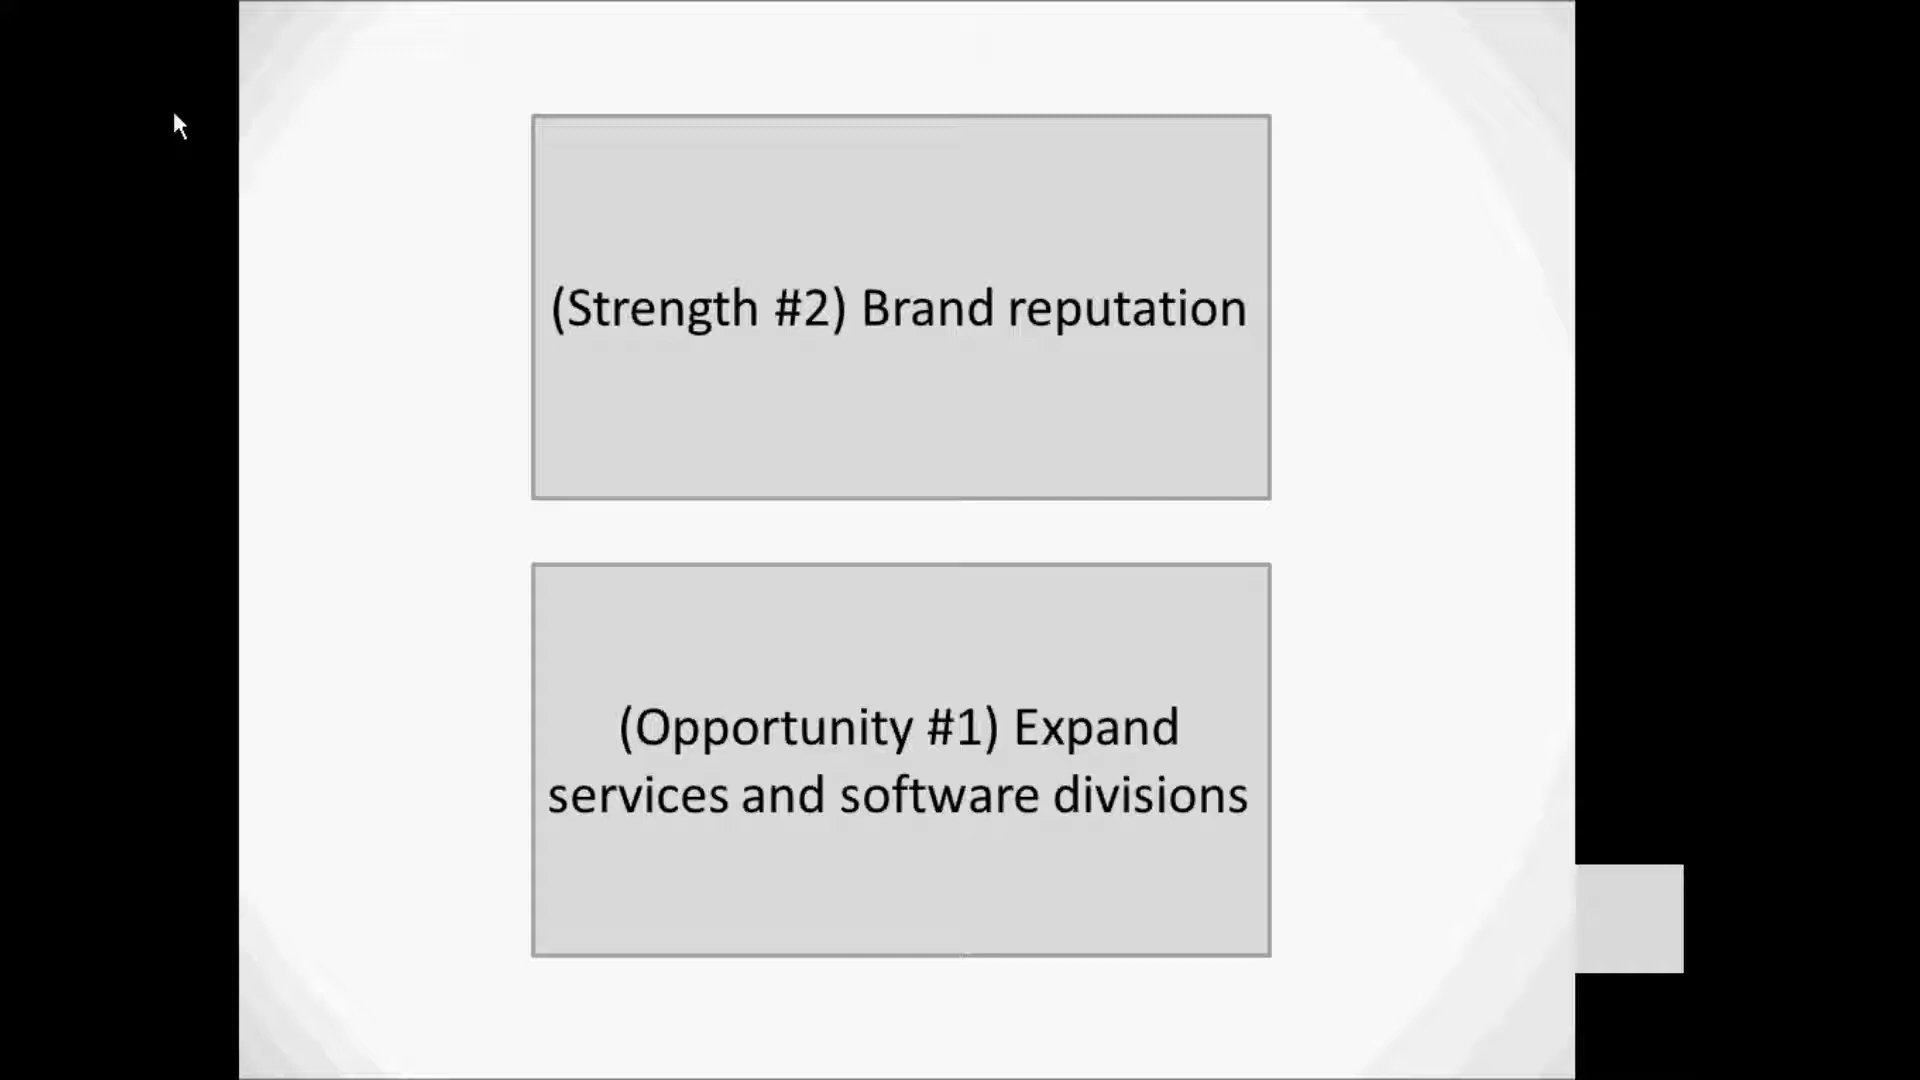 (Strength #2) Brand reputation
(Opportunity #1) Expand
services and software divisions